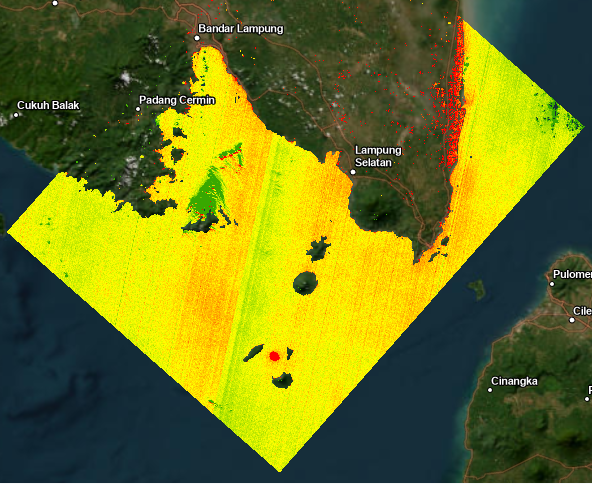 Bandar Lampung
Cukuh Balak
Padang Cermin
Lampung
Selatan
Pulomer
Cile
Cinangka